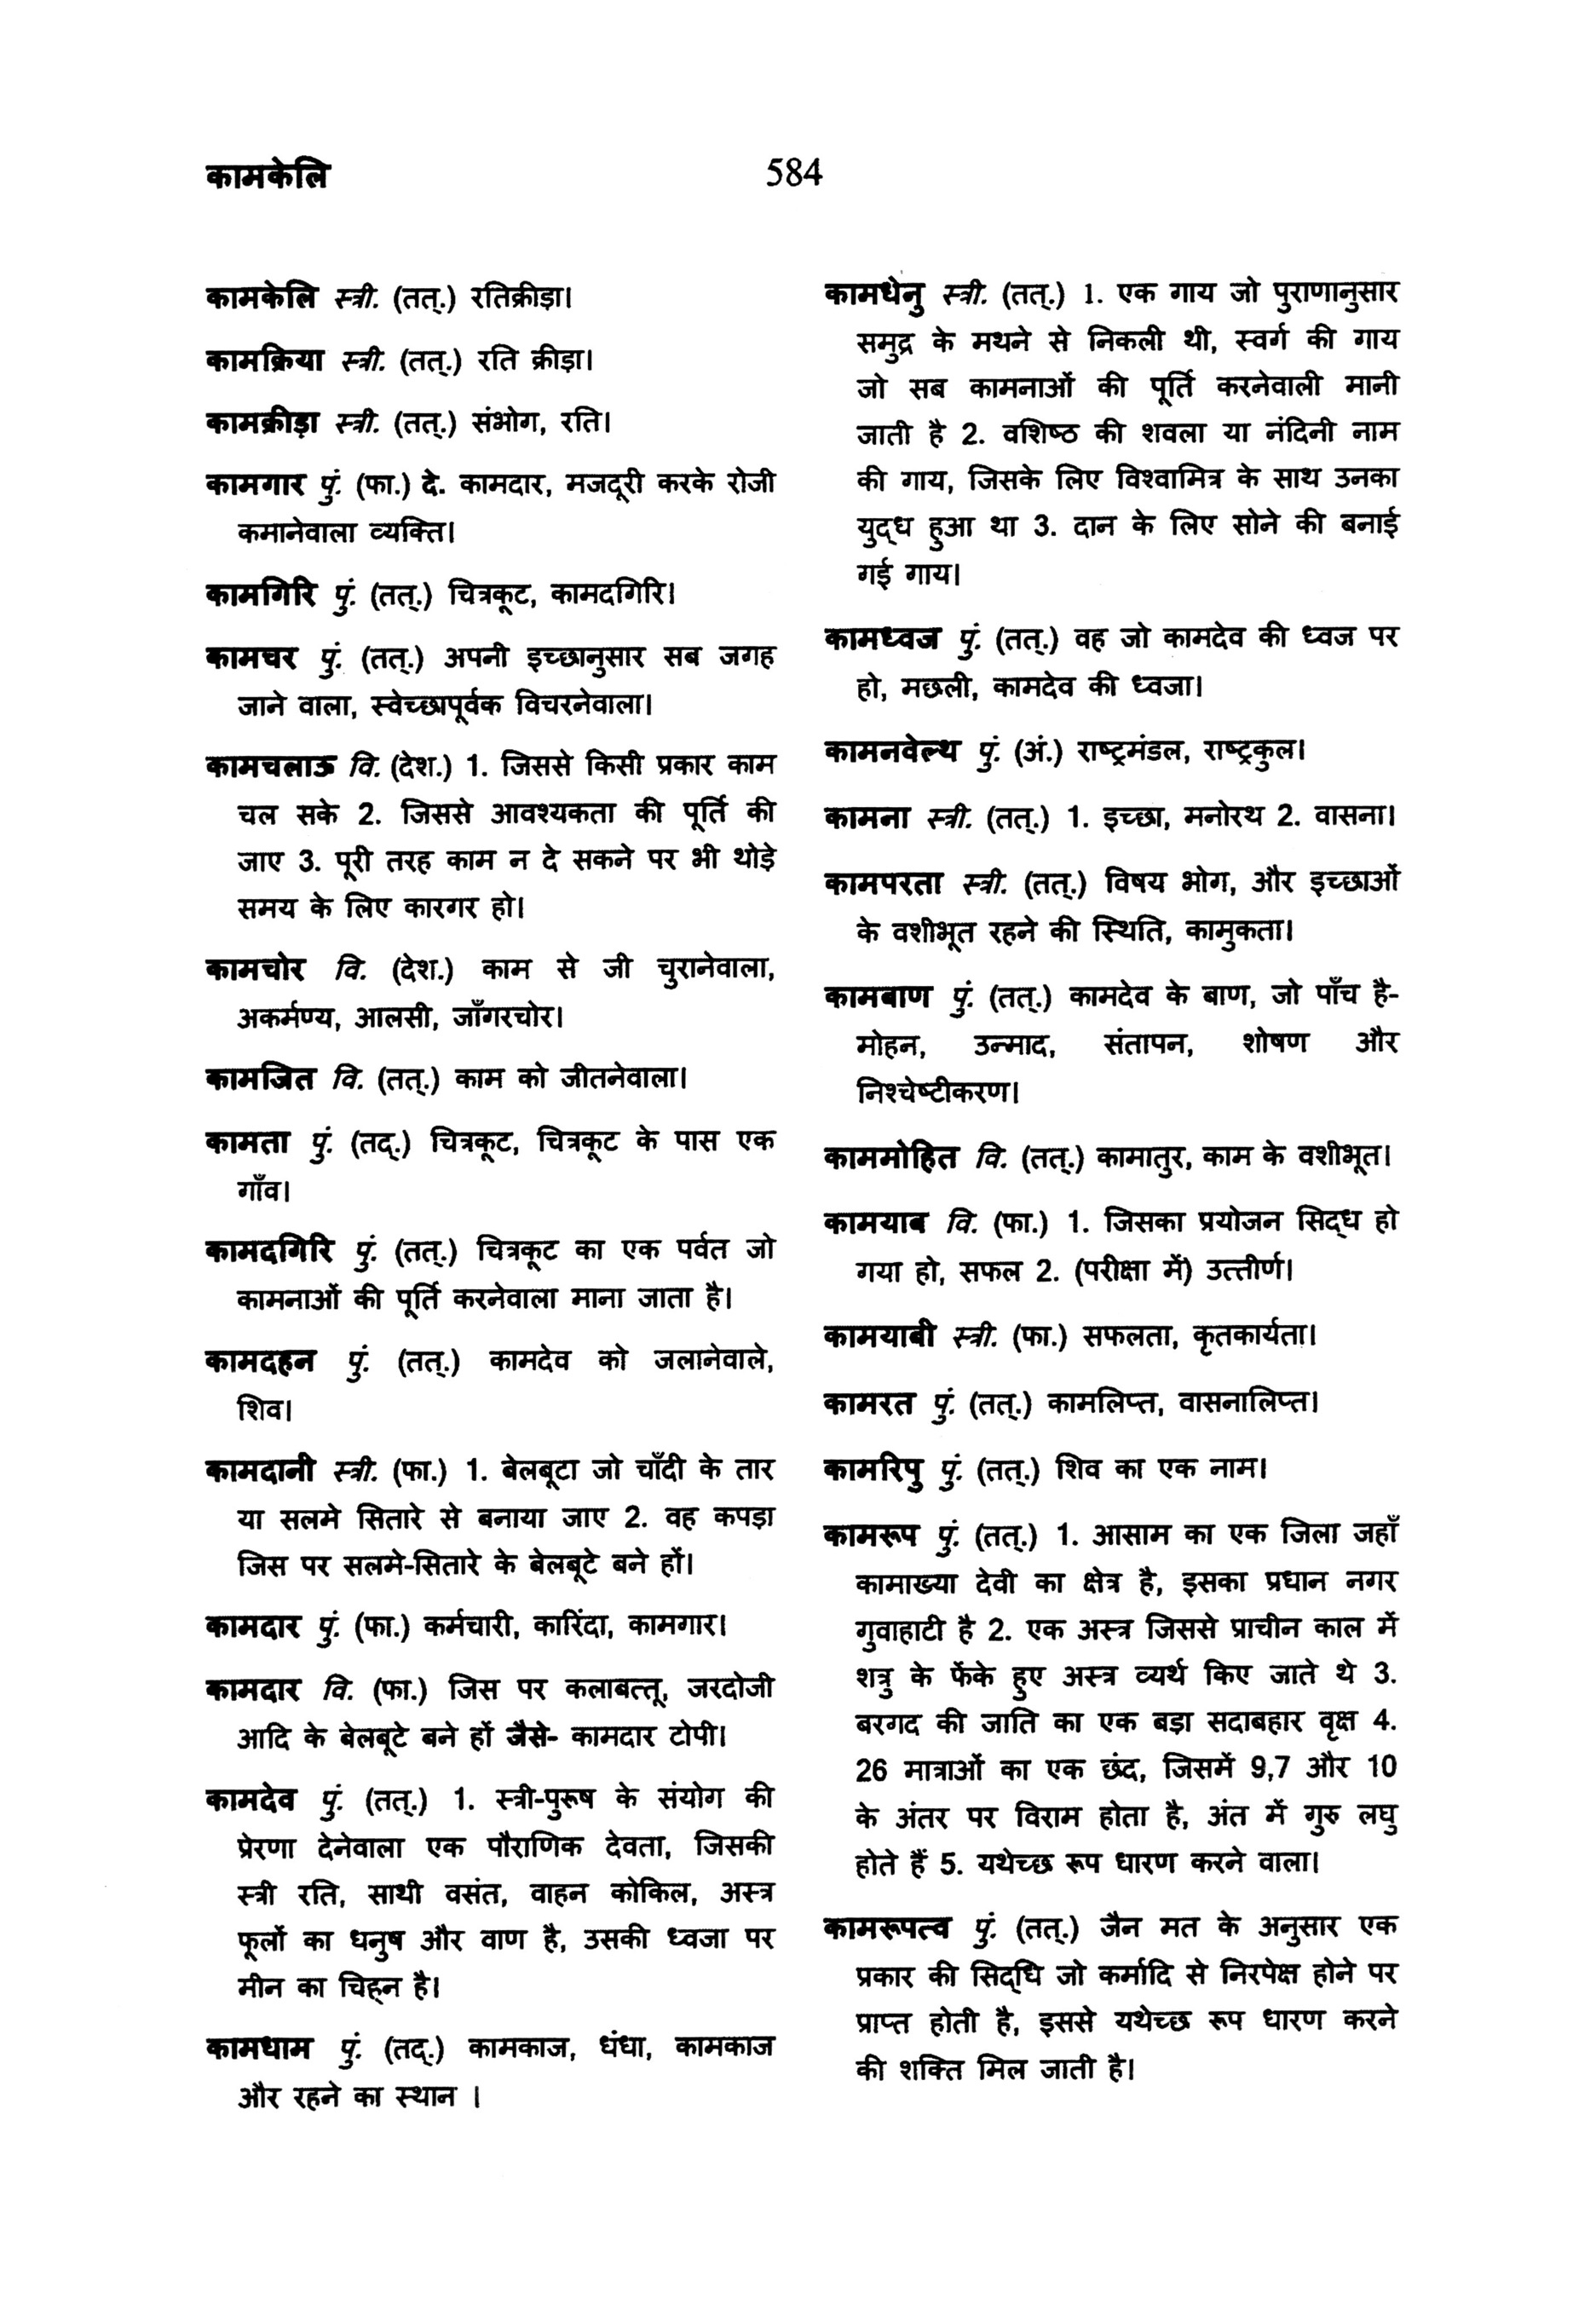 कामकेलि
584
कामकेलि स्त्री. (तत्.) रतिक्रीड़ा।
कामक्रिया स्त्री. (तत्.) रति क्रीड़ा।
कामक्रीड़ा स्त्री. (तत्.) संभोग, रति।
कामगार पुं. (फा.) दे. कामदार, मजदूरी करके रोजी
कमानेवाला व्यक्ति।
कामगिरि पुं. (तत्.) चित्रकूट, कामदगिरि।
कामचर पुं. (तत्.) अपनी इच्छानुसार सब जगह
जाने वाला, स्वेच्छापूर्वक विचरनेवाला।
कामचलाऊ वि. (देश.) 1. जिससे किसी प्रकार काम
चल सके 2. जिससे आवश्यकता की पूर्ति की
जाए 3. पूरी तरह काम न दे सकने पर भी थोड़े
समय के लिए कारगर हो।
कामचोर वि. (देश.) काम से जी चुरानेवाला,
अकर्मण्य, आलसी, जाँगरचोर।
कामजित वि. (तत्.) काम को जीतनेवाला।
कामता पुं. (तद्.) चित्रकूट, चित्रकूट के पास एक
गाँव।
कामदगिरि पुं. (तत्.) चित्रकूट का एक पर्वत जो
कामनाओं की पूर्ति करनेवाला माना जाता है।
कामदहन पुं. (तत्.) कामदेव को जलानेवाले,
शिव।
कामदानी स्त्री. (फा.) 1. बेलबूटा जो चाँदी के तार
या सलमे सितारे से बनाया जाए 2. वह कपड़ा
जिस पर सलमे-सितारे के बेलबूटे बने हों।
कामदार पुं. (फा.) कर्मचारी, कारिंदा, कामगार।
कामदार वि. (फा.) जिस पर कलाबत्तू, जरदोजी
आदि के बेलबूटे बने हों जैसे- कामदार टोपी।
कामदेव पुं. (तत्.) 1. स्त्री-पुरूष के संयोग की
प्रेरणा देनेवाला एक पौराणिक देवता, जिसकी
स्त्री रति, साथी वसंत, वाहन कोकिल, अस्त्र
फूलों का धनुष और वाण है, उसकी ध्वजा पर
मीन का चिह्न है।
कामधाम पुं. (तद्.) कामकाज, धंधा, कामकाज
और रहने का स्थान ।
कामधेनु स्त्री. (तत्.) 1. एक गाय जो पुराणानुसार
समुद्र के मथने से निकली थी, स्वर्ग की गाय
जो सब कामनाओं की पूर्ति करनेवाली मानी
जाती है 2. वशिष्ठ की शवला या नंदिनी नाम
की गाय, जिसके लिए विश्वामित्र के साथ उनका
युद्ध हुआ था 3. दान के लिए सोने की बनाई
गई गाय।
कामध्वज पुं. (तत्.) वह जो कामदेव की ध्वज पर
हो, मछली, कामदेव की ध्वजा।
कामनवेल्थ पुं. (अं.) राष्ट्रमंडल, राष्ट्रकुल।
कामना स्त्री. (तत्.) 1. इच्छा, मनोरथ 2. वासना।
कामपरता स्त्री. (तत्.) विषय भोग, और इच्छाओं
के वशीभूत रहने की स्थिति, कामुकता।
कामबाण पुं. (तत्.) कामदेव के बाण, जो पाँच है-
मोहन, उन्माद, संतापन, शोषण और
निश्चेष्टीकरण।
काममोहित वि. (तत्.) कामातुर, काम के वशीभूत।
कामयाब वि. (फा.) 1. जिसका प्रयोजन सिद्ध हो
गया हो, सफल 2. (परीक्षा में) उत्तीर्ण।
कामयाबी स्त्री. (फा.) सफलता, कृतकार्यता।
कामरत पुं. (तत्.) कामलिप्त, वासनालिप्त।
कामरिपु पुं. (तत्.) शिव का एक नाम।
कामरूप पुं. (तत्.) 1. आसाम का एक जिला जहाँ
कामाख्या देवी का क्षेत्र है, इसका प्रधान नगर
गुवाहाटी है 2. एक अस्त्र जिससे प्राचीन काल में
शत्रु के फेंके हुए अस्त्र व्यर्थ किए जाते थे 3.
बरगद की जाति का एक बड़ा सदाबहार वृक्ष 4.
26 मात्राओं का एक छंद, जिसमें 9,7 और 10
के अंतर पर विराम होता है, अंत में गुरु लघु
होते हैं 5. यथेच्छ रूप धारण करने वाला।
कामरूपत्व पुं. (तत्.) जैन मत के अनुसार एक
प्रकार की सिद्धि जो कर्मादि से निरपेक्ष होने पर
प्राप्त होती है, इससे यथेच्छ रूप धारण करने
की शक्ति मिल जाती है।